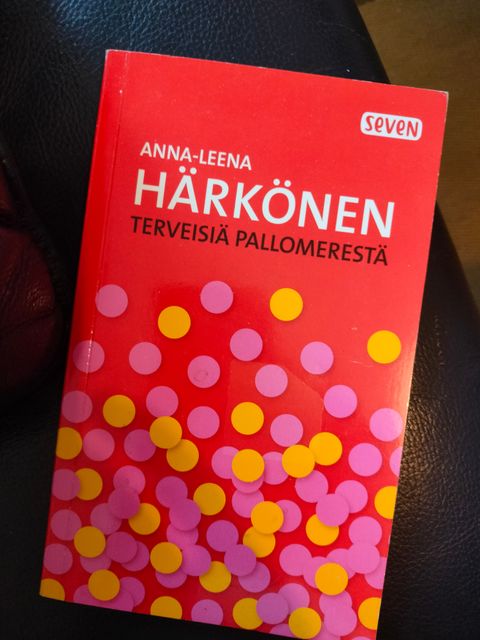 seven
ANNA-LEENA
HÄRKÖNEN
TERVEISIÄ PALLOMERESTÄ